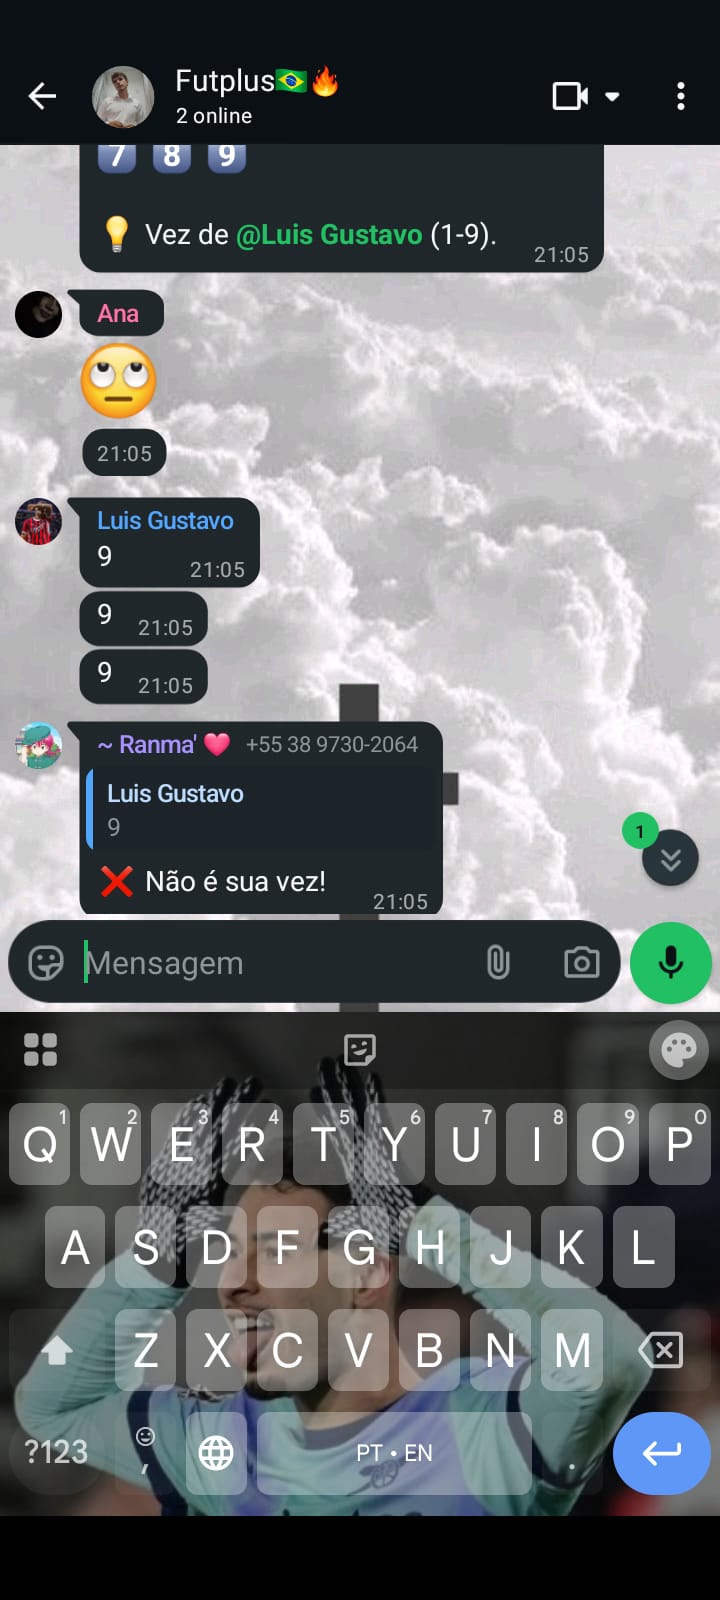 Futplus🇧🇷🔥
2 online
7 8 9
💡 Vez de @Luis Gustavo (1-9).
21:05
Ana
🙄
21:05
Luis Gustavo
9
21:05
9 21:05
9 21:05
~ Ranma' ❤️ +55 38 9730-2064
Luis Gustavo
9
❌ Não é sua vez!
21:05
1
Mensagem
1 2 3 4 5 6 7 8 9 0
Q W E R T Y U I O P
A S D F G H J K L
Z X C V B N M
?123 , PT • EN .